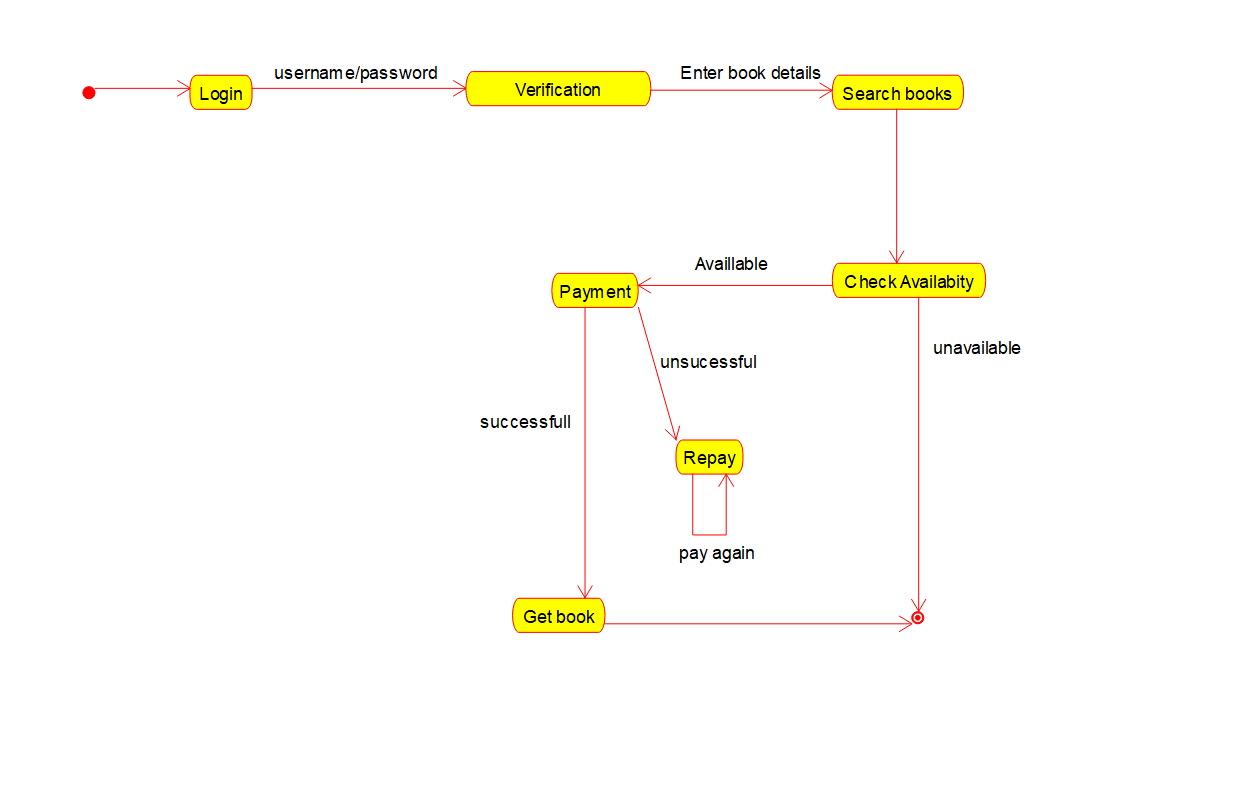 username/password
Enter book details
Login
Verification
Search books
Availlable
Check Availabity
Payment
unavailable
unsucessful
successfull
Repay
pay again
Get book